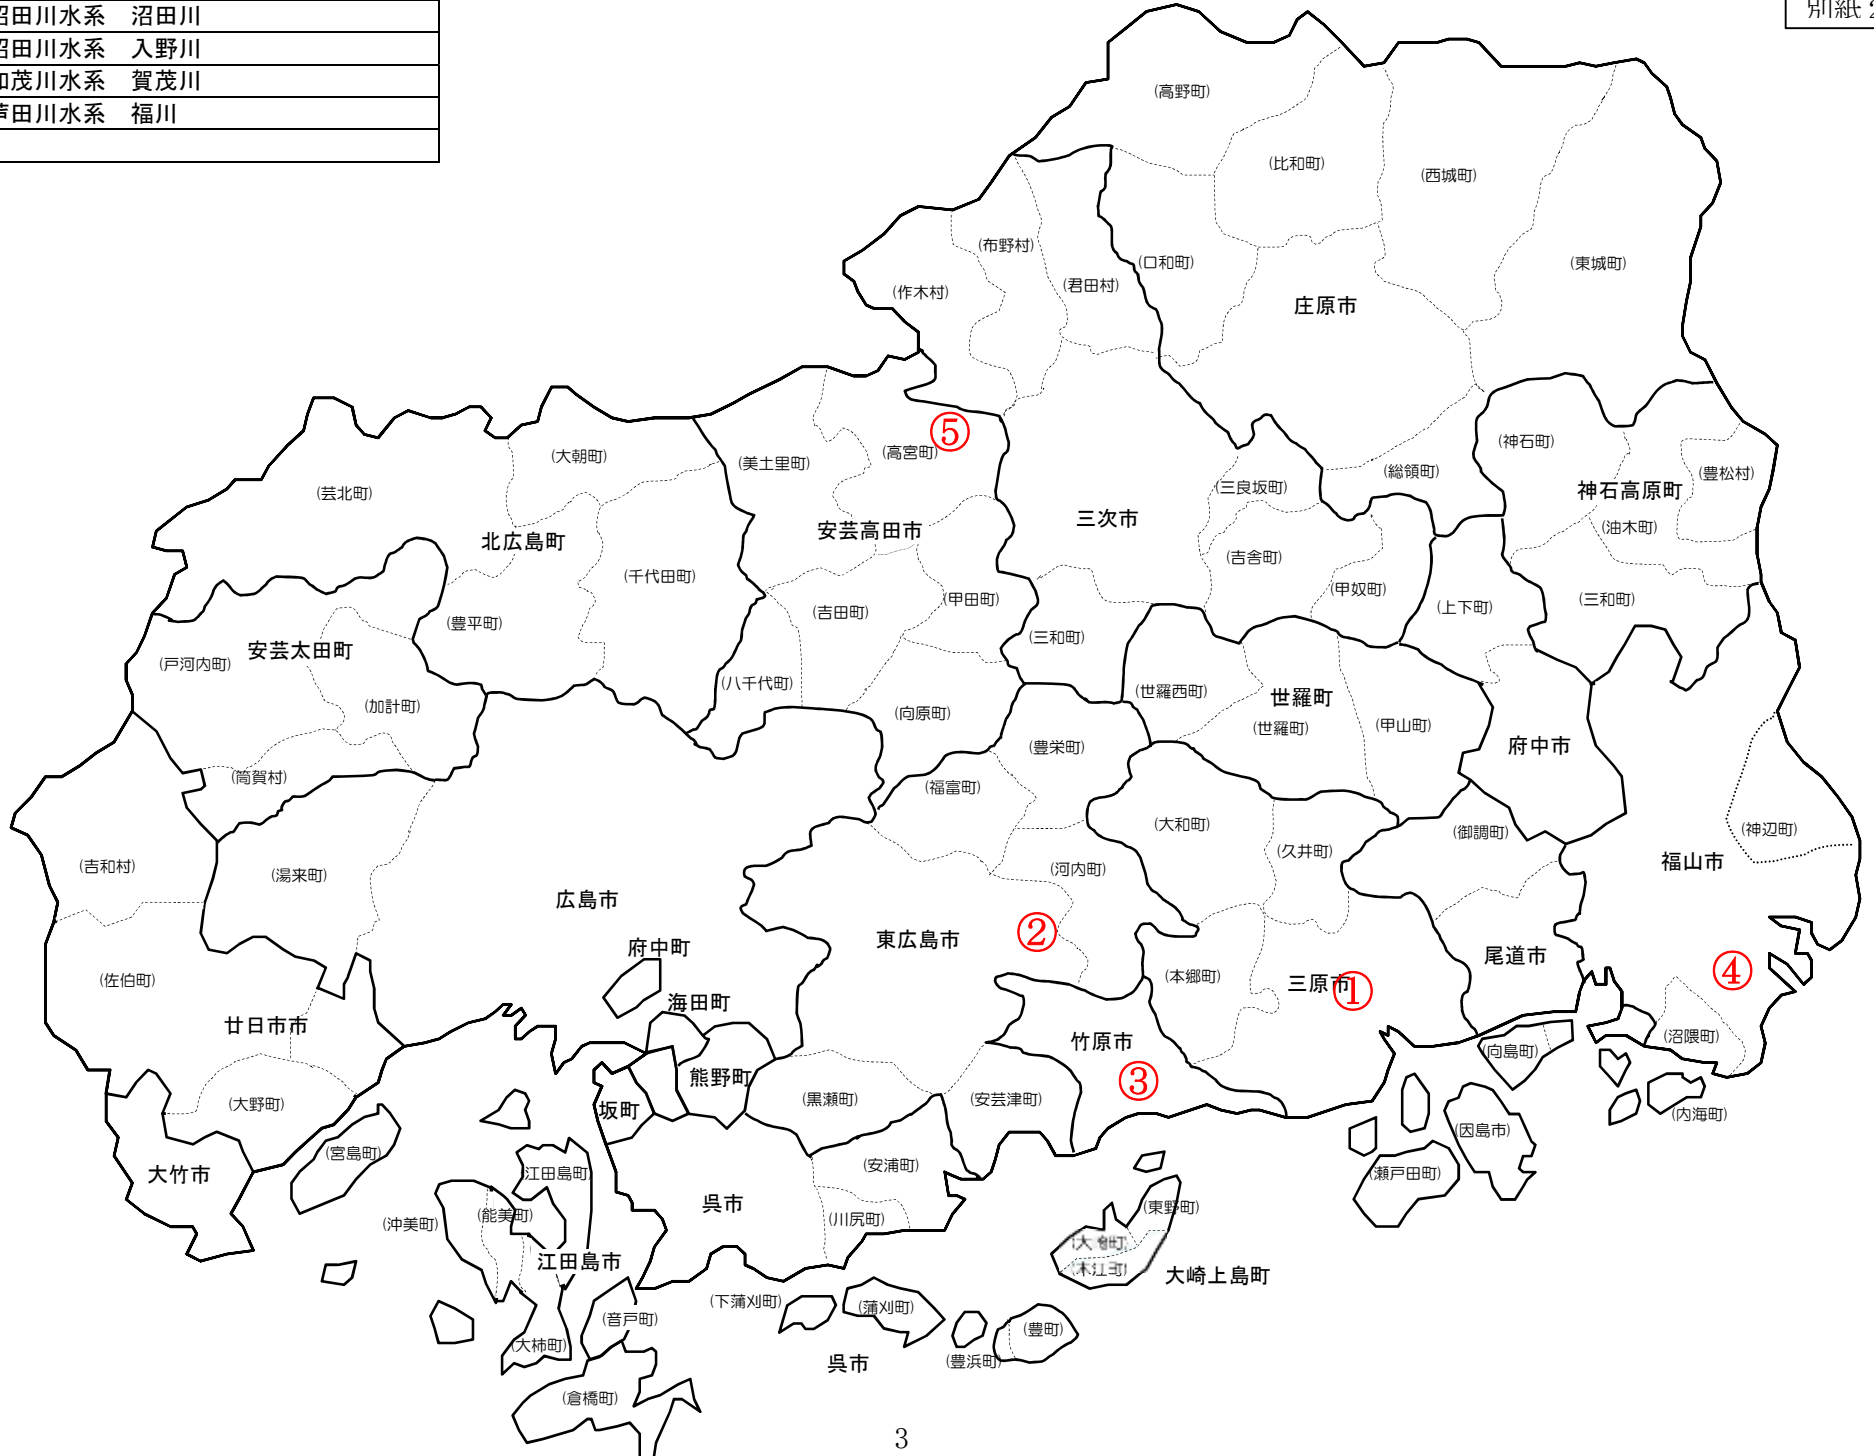 沼田川水系　沼田川
沼田川水系　入野川
賀茂川水系　賀茂川
芦田川水系　福川
別紙2
(高野町)
(比和町)
(西城町)
(東城町)
(布野村)
(作木村)
(君田村)
(口和町)
庄原市
⑤
(高宮町)
(美土里町)
(大朝町)
(芸北町)
(三良坂町)
(総領町)
(神石町)
(豊松村)
神石高原町
(油木町)
三次市
安芸高田市
北広島町
(千代田町)
(吉舎町)
(甲奴町)
(上下町)
(三和町)
(吉田町)
(甲田町)
(豊平町)
(三和町)
安芸太田町
(戸河内町)
(加計町)
(八千代町)
(向原町)
(世羅西町)
世羅町
(世羅町)
(甲山町)
府中市
(豊栄町)
(筒賀村)
(福富町)
(大和町)
(久井町)
(御調町)
(神辺町)
福山市
(吉和村)
(湯来町)
(河内町)
広島市
東広島市
②
府中町
(佐伯町)
海田町
(本郷町)
三原市
①
尾道市
④
廿日市市
竹原市
③
(沼隈町)
(向島町)
熊野町
坂町
(黒瀬町)
(安芸津町)
(大野町)
(宮島町)
(内海町)
(因島市)
(瀬戸田町)
大竹市
(江田島町)
(安浦町)
呉市
(川尻町)
(沖美町)
(能美町)
(東野町)
(大崎町)
(木江町)
大崎上島町
江田島市
(下蒲刈町)
(蒲刈町)
(音戸町)
(豊町)
(豊浜町)
(大柿町)
呉市
(倉橋町)
3